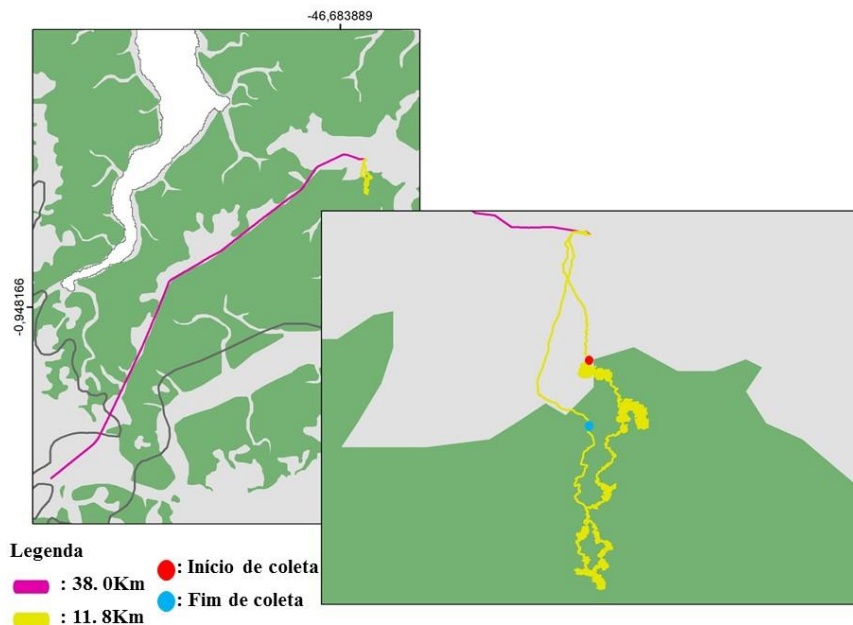 -46,683889
-0,948166
Legenda
: 38. 0Km
: 11. 8Km
: Início de coleta
: Fim de coleta